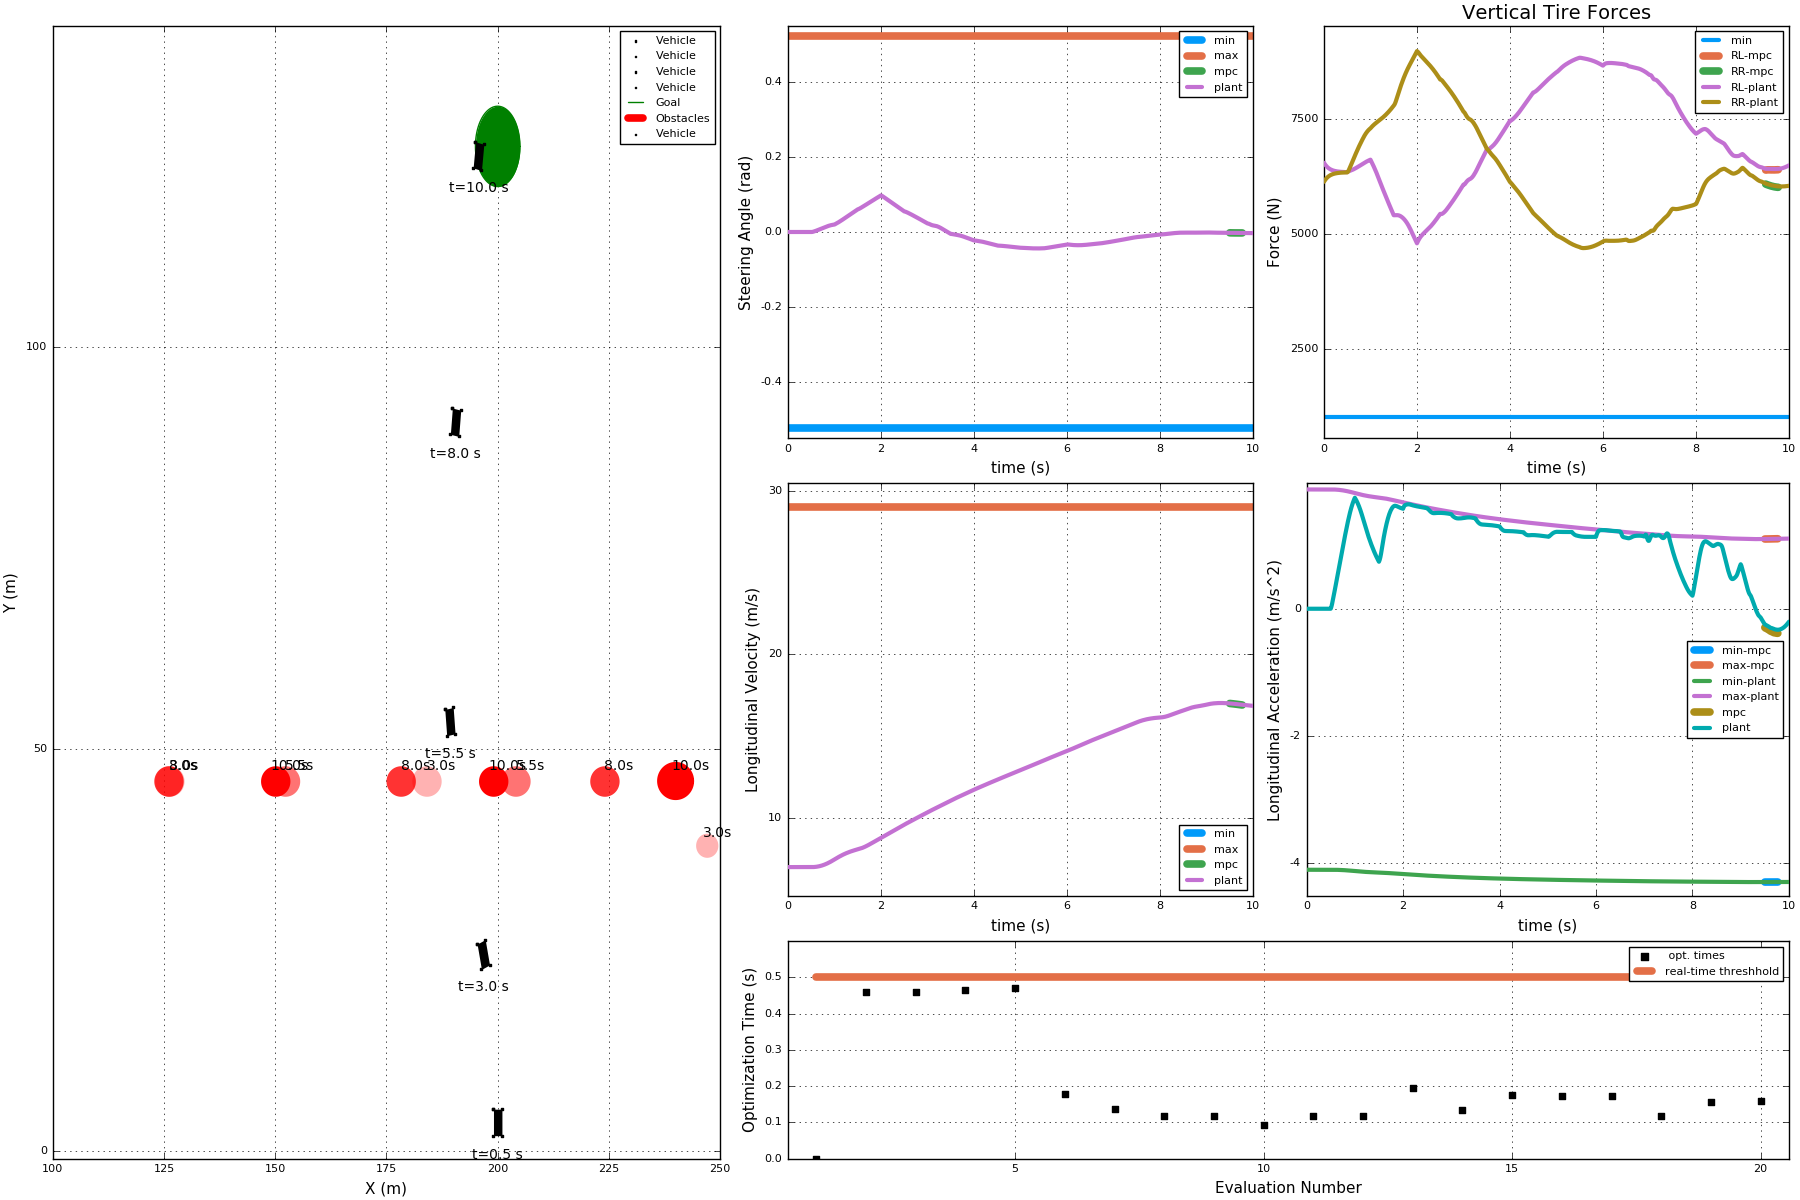 Vehicle
Vehicle
Vehicle
Vehicle
Goal
Obstacles
Vehicle
t=10.0 s
100
t=8.0 s
Y (m)
50
t=5.5 s
8.0s
3.0s
10.0s
5.5s
8.0s
10.0s
3.0s
t=3.0 s
0
t=0.5 s
100 125 150 175 200 225 250
X (m)
min
max
mpc
plant
Steering Angle (rad)
0.4
0.2
0.0
-0.2
-0.4
0 2 4 6 8 10
time (s)
Vertical Tire Forces
min
RL-mpc
RR-mpc
RL-plant
RR-plant
Force (N)
7500
5000
2500
0 2 4 6 8 10
time (s)
Longitudinal Velocity (m/s)
30
20
10
min
max
mpc
plant
0 2 4 6 8 10
time (s)
Longitudinal Acceleration (m/s^2)
0
-2
-4
min-mpc
max-mpc
min-plant
max-plant
mpc
plant
0 2 4 6 8 10
time (s)
opt. times
real-time threshhold
Optimization Time (s)
0.5
0.4
0.3
0.2
0.1
0.0
5 10 15 20
Evaluation Number